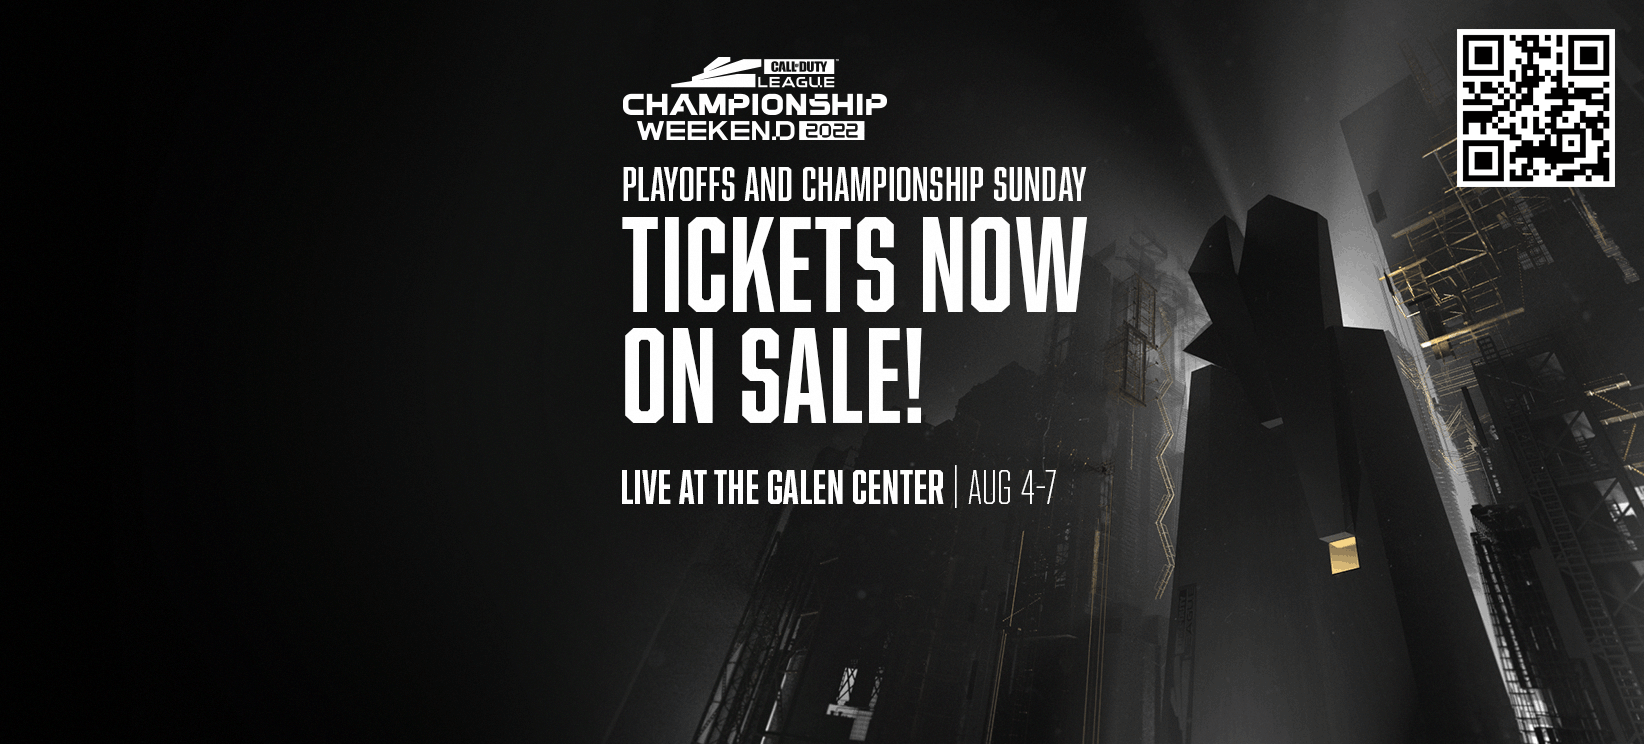 CALL OF DUTY
LEAGUE
CHAMPIONSHIP
WEEKEND 2022
PLAYOFFS AND CHAMPIONSHIP SUNDAY
TICKETS NOW
ON SALE!
LIVE AT THE GALEN CENTER | AUG 4-7